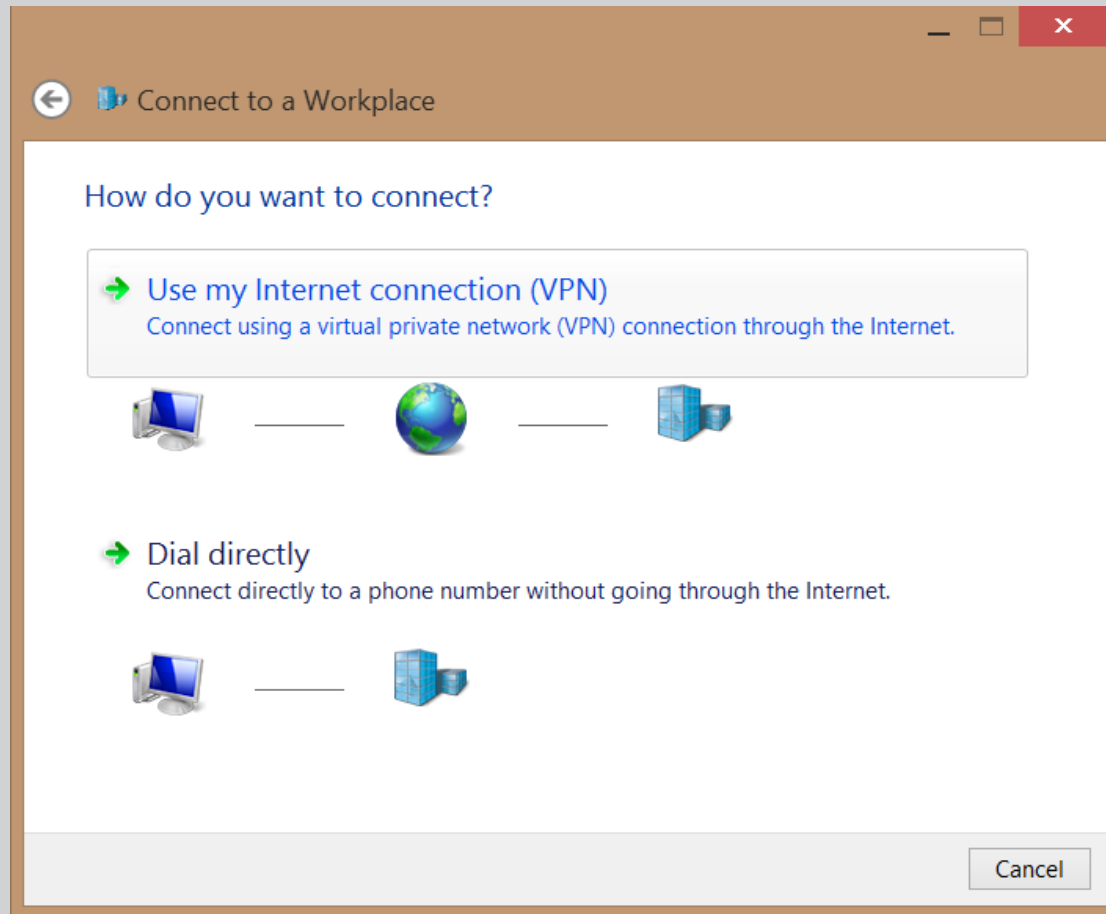 Connect to a Workplace
How do you want to connect?
Use my Internet connection (VPN)
Connect using a virtual private network (VPN) connection through the Internet.
Dial directly
Connect directly to a phone number without going through the Internet.
Cancel